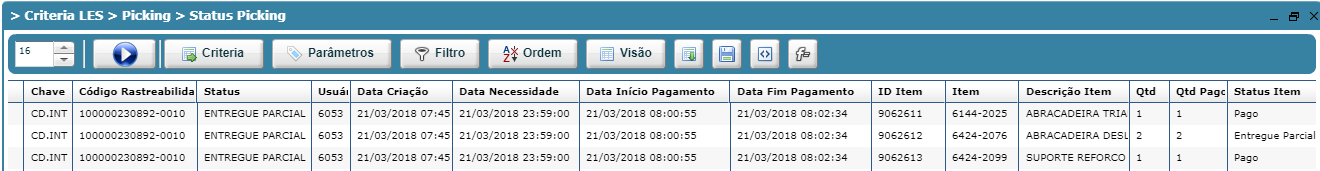 > Criteria LES > Picking > Status Picking
16 Criteria Parâmetros Filtro Ordem Visão
Chave Código Rastreabilida Status Usuár Data Criação Data Necessidade Data Início Pagamento Data Fim Pagamento ID Item Item Descrição Item Qtd Qtd Pago Status Item
CD.INT 100000230892-0010 ENTREGUE PARCIAL 6053 21/03/2018 07:45 21/03/2018 23:59:00 21/03/2018 08:00:55 21/03/2018 08:02:34 9062611 6144-2025 ABRACADEIRA TRIA 1 1 Pago
CD.INT 100000230892-0010 ENTREGUE PARCIAL 6053 21/03/2018 07:45 21/03/2018 23:59:00 21/03/2018 08:00:55 21/03/2018 08:02:34 9062612 6424-2076 ABRACADEIRA DESL 2 2 Entregue Parcial
CD.INT 100000230892-0010 ENTREGUE PARCIAL 6053 21/03/2018 07:45 21/03/2018 23:59:00 21/03/2018 08:00:55 21/03/2018 08:02:34 9062613 6424-2099 SUPORTE REFORCO 1 1 Pago